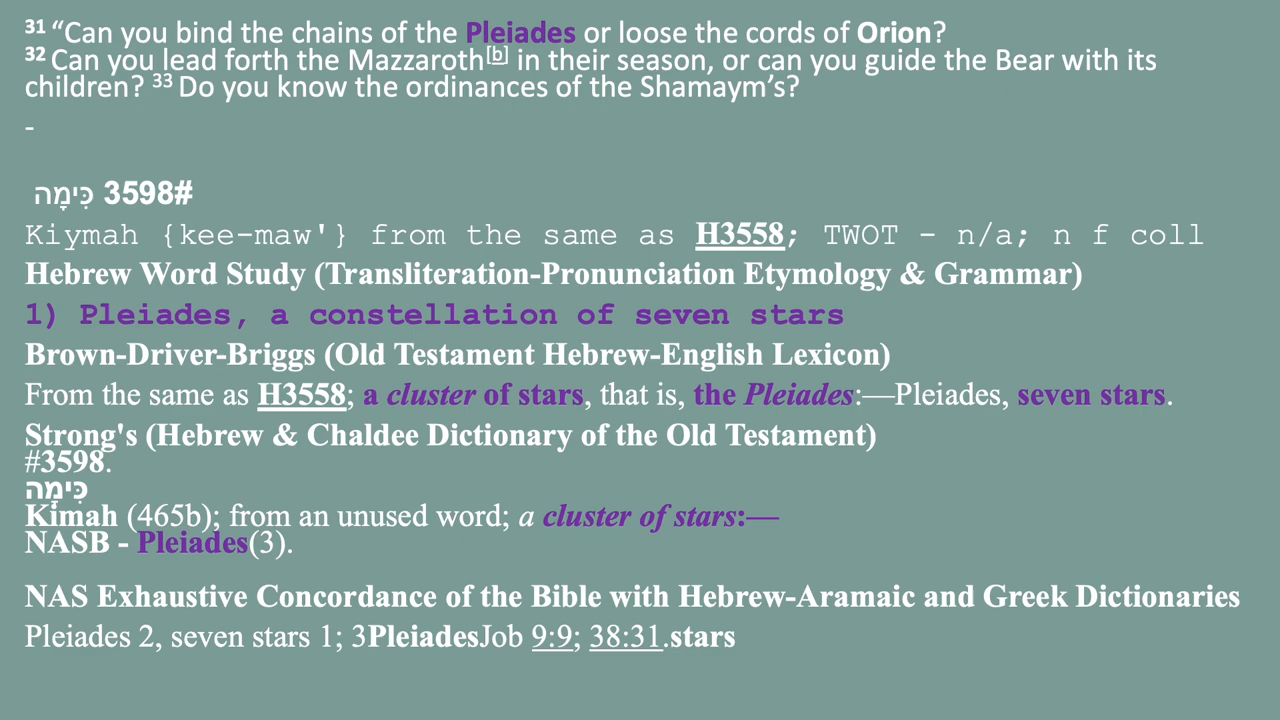 31 “Can you bind the chains of the Pleiades or loose the cords of Orion?
32 Can you lead forth the Mazzaroth[b] in their season, or can you guide the Bear with its
children? 33 Do you know the ordinances of the Shamaym’s?
-
כִּימָה 3598#
Kiymah {kee-maw'} from the same as H3558; TWOT - n/a; n f coll
Hebrew Word Study (Transliteration-Pronunciation Etymology & Grammar)
1) Pleiades, a constellation of seven stars
Brown-Driver-Briggs (Old Testament Hebrew-English Lexicon)
From the same as H3558; a cluster of stars, that is, the Pleiades:—Pleiades, seven stars.
Strong's (Hebrew & Chaldee Dictionary of the Old Testament)
#3598.
כִּימָה
Kimah (465b); from an unused word; a cluster of stars:—
NASB - Pleiades(3).
NAS Exhaustive Concordance of the Bible with Hebrew-Aramaic and Greek Dictionaries
Pleiades 2, seven stars 1; 3PleiadesJob 9:9; 38:31.stars